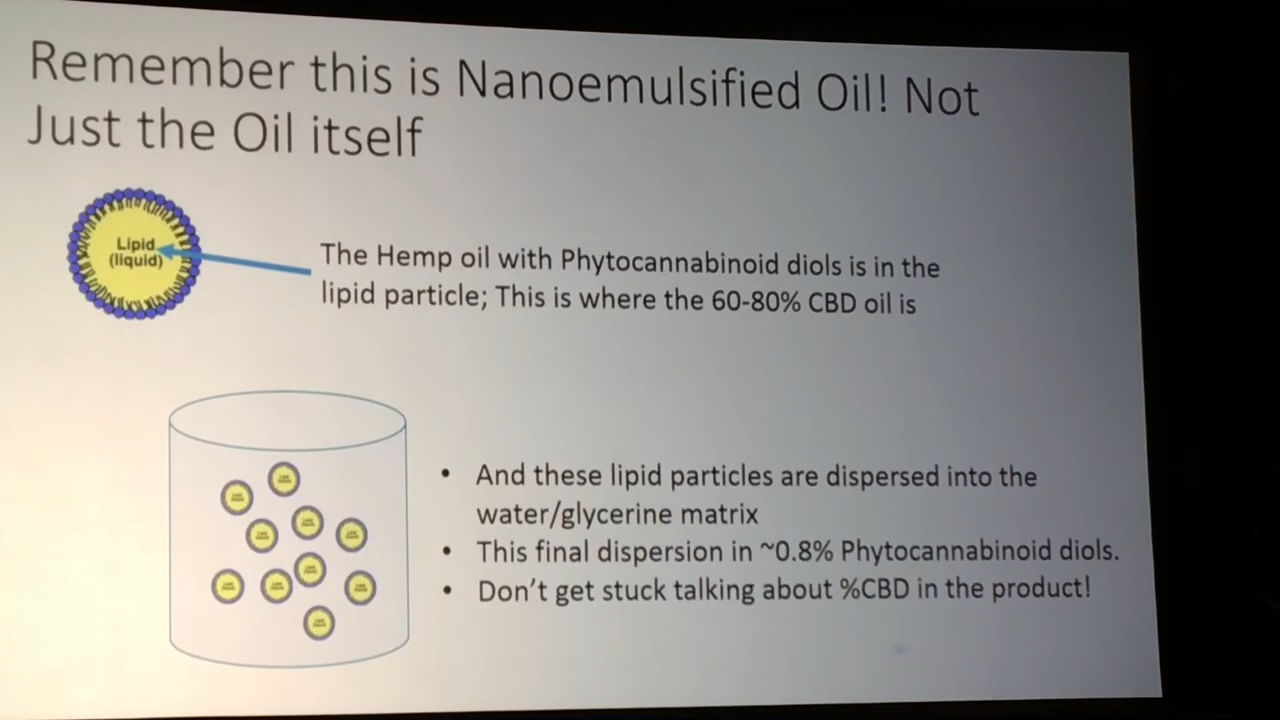 Remember this is Nanoemulsified Oil! Not
Just the Oil itself
Lipid
(liquid)
The Hemp oil with Phytocannabinoid diols is in the
lipid particle; This is where the 60-80% CBD oil is
• And these lipid particles are dispersed into the
water/glycerine matrix
• This final dispersion in ~0.8% Phytocannabinoid diols.
• Don't get stuck talking about %CBD in the product!